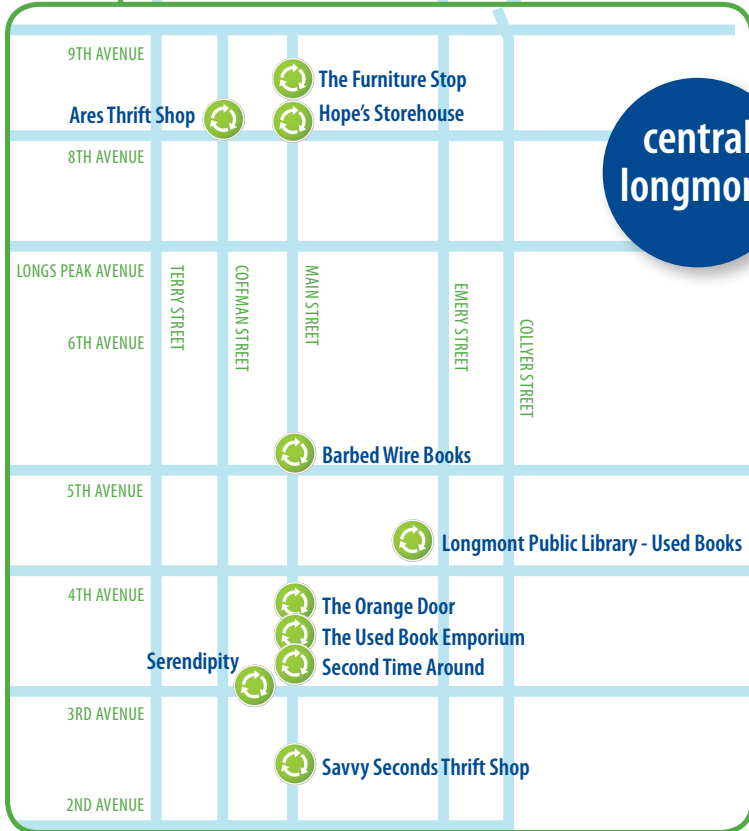 9TH AVENUE
The Furniture Stop
Ares Thrift Shop
Hope's Storehouse
central
longmon
8TH AVENUE
LONGS PEAK AVENUE
TERRY STREET
COFFMAN STREET
MAIN STREET
EMERY STREET
COLLYER STREET
6TH AVENUE
Barbed Wire Books
5TH AVENUE
Longmont Public Library - Used Books
4TH AVENUE
The Orange Door
The Used Book Emporium
Serendipity
Second Time Around
3RD AVENUE
Savvy Seconds Thrift Shop
2ND AVENUE